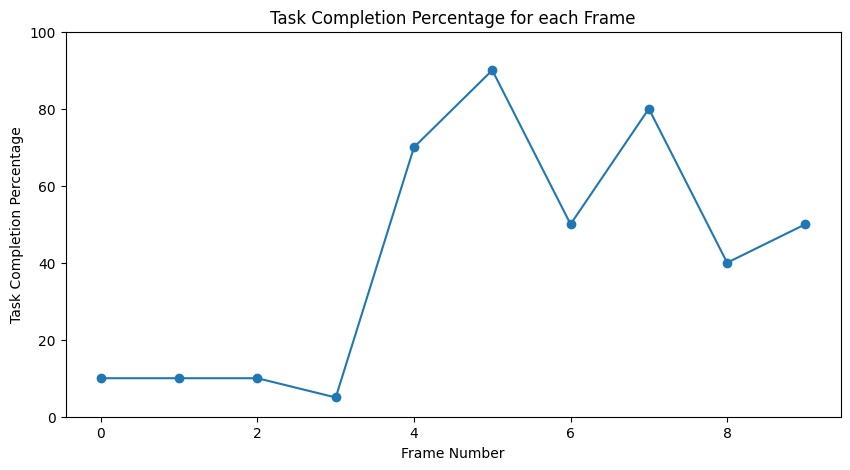 Task Completion Percentage for each Frame
Task Completion Percentage
100
80
60
40
20
0
0 2 4 6 8
Frame Number